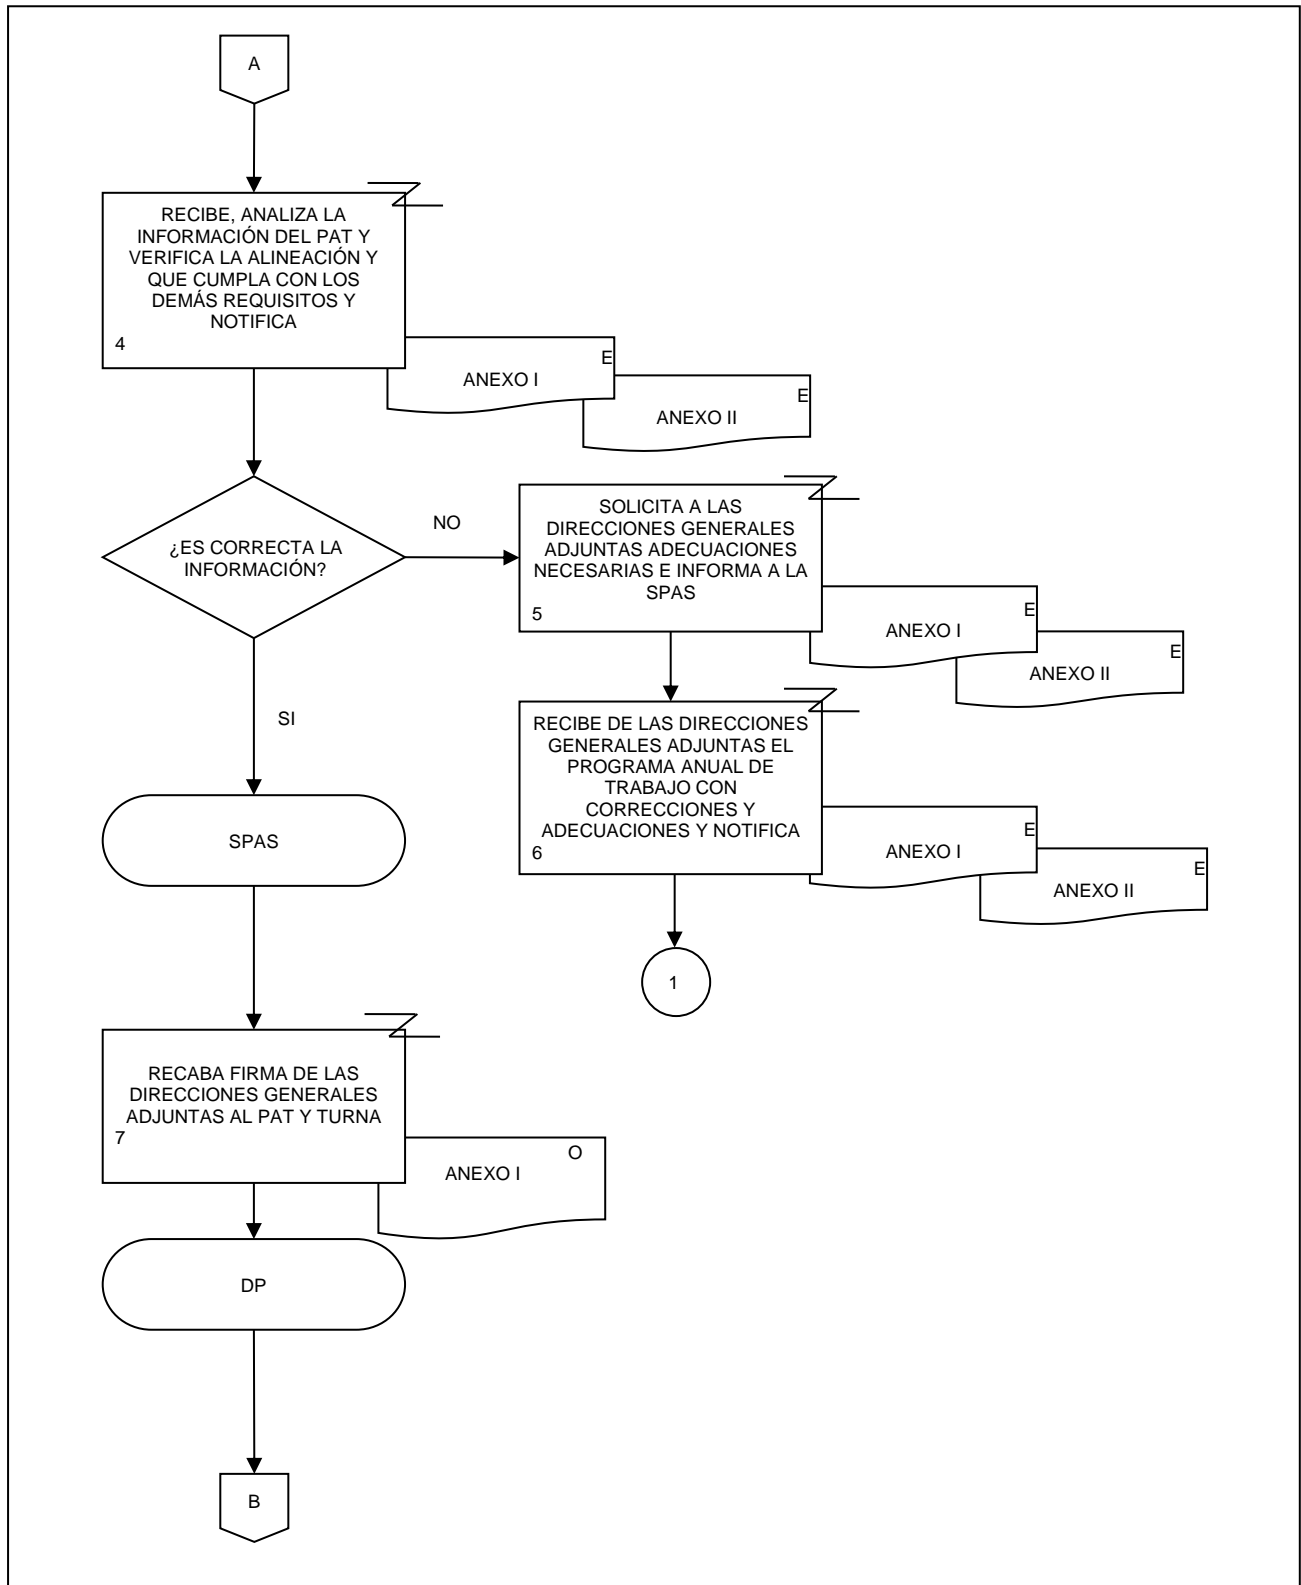 A
RECIBE, ANALIZA LA
INFORMACIÓN DEL PAT Y
VERIFICA LA ALINEACIÓN Y
QUE CUMPLA CON LOS
DEMÁS REQUISITOS Y
NOTIFICA
4
E
ANEXO I
E
ANEXO II
¿ES CORRECTA LA
INFORMACIÓN?
NO
SOLICITA A LAS
DIRECCIONES GENERALES
ADJUNTAS ADECUACIONES
NECESARIAS E INFORMA A LA
SPAS
5
E
ANEXO I
E
ANEXO II
RECIBE DE LAS DIRECCIONES
GENERALES ADJUNTAS EL
PROGRAMA ANUAL DE
TRABAJO CON
CORRECCIONES Y
ADECUACIONES Y NOTIFICA
6
E
ANEXO I
E
ANEXO II
1
SI
SPAS
RECABA FIRMA DE LAS
DIRECCIONES GENERALES
ADJUNTAS AL PAT Y TURNA
7
O
ANEXO I
DP
B